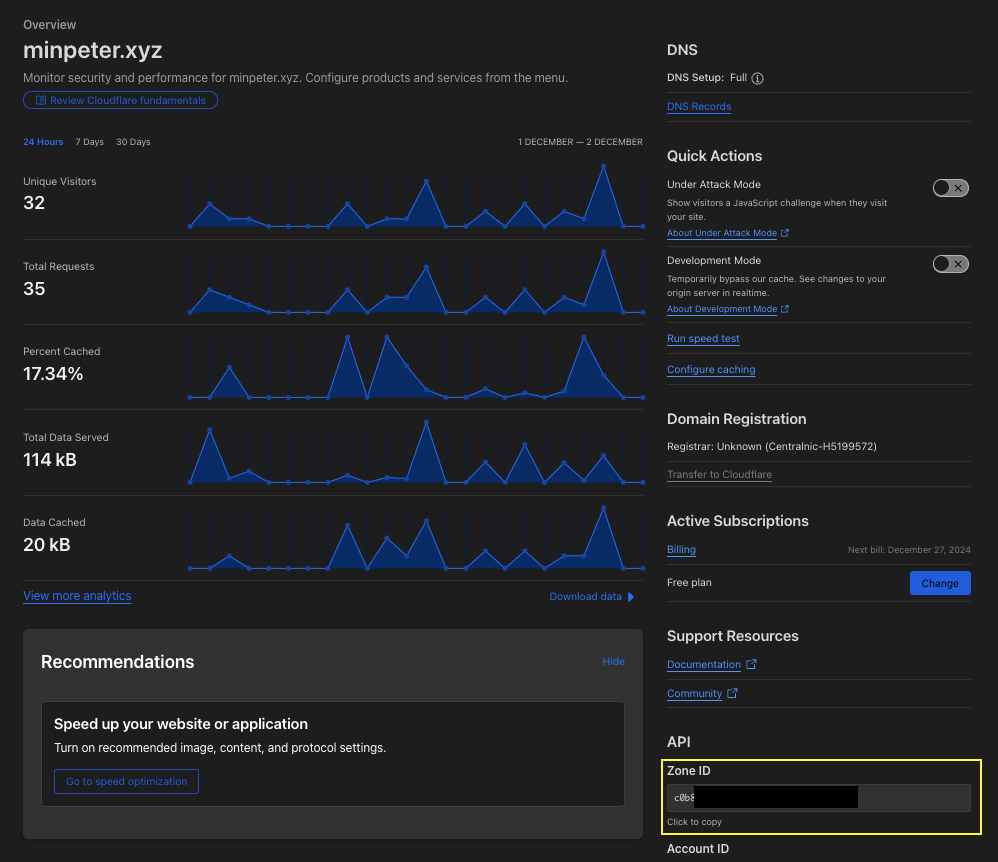 Overview
minpeter.xyz
Monitor security and performance for minpeter.xyz. Configure products and services from the menu.
Review Cloudflare fundamentals
24 Hours 7 Days 30 Days 1 DECEMBER — 2 DECEMBER
Unique Visitors
32
Total Requests
35
Percent Cached
17.34%
Total Data Served
114 kB
Data Cached
20 kB
View more analytics Download data
Recommendations Hide
Speed up your website or application
Turn on recommended image, content, and protocol settings.
Go to speed optimization
DNS
DNS Setup: Full
DNS Records
Quick Actions
Under Attack Mode
Show visitors a JavaScript challenge when they visit
your site.
About Under Attack Mode
Development Mode
Temporarily bypass our cache. See changes to your
origin server in realtime.
About Development Mode
Run speed test
Configure caching
Domain Registration
Registrar: Unknown (Centralnic-H5199572)
Transfer to Cloudflare
Active Subscriptions
Billing Next bill: December 27, 2024
Free plan Change
Support Resources
Documentation
Community
API
Zone ID
c0b8
Click to copy
Account ID